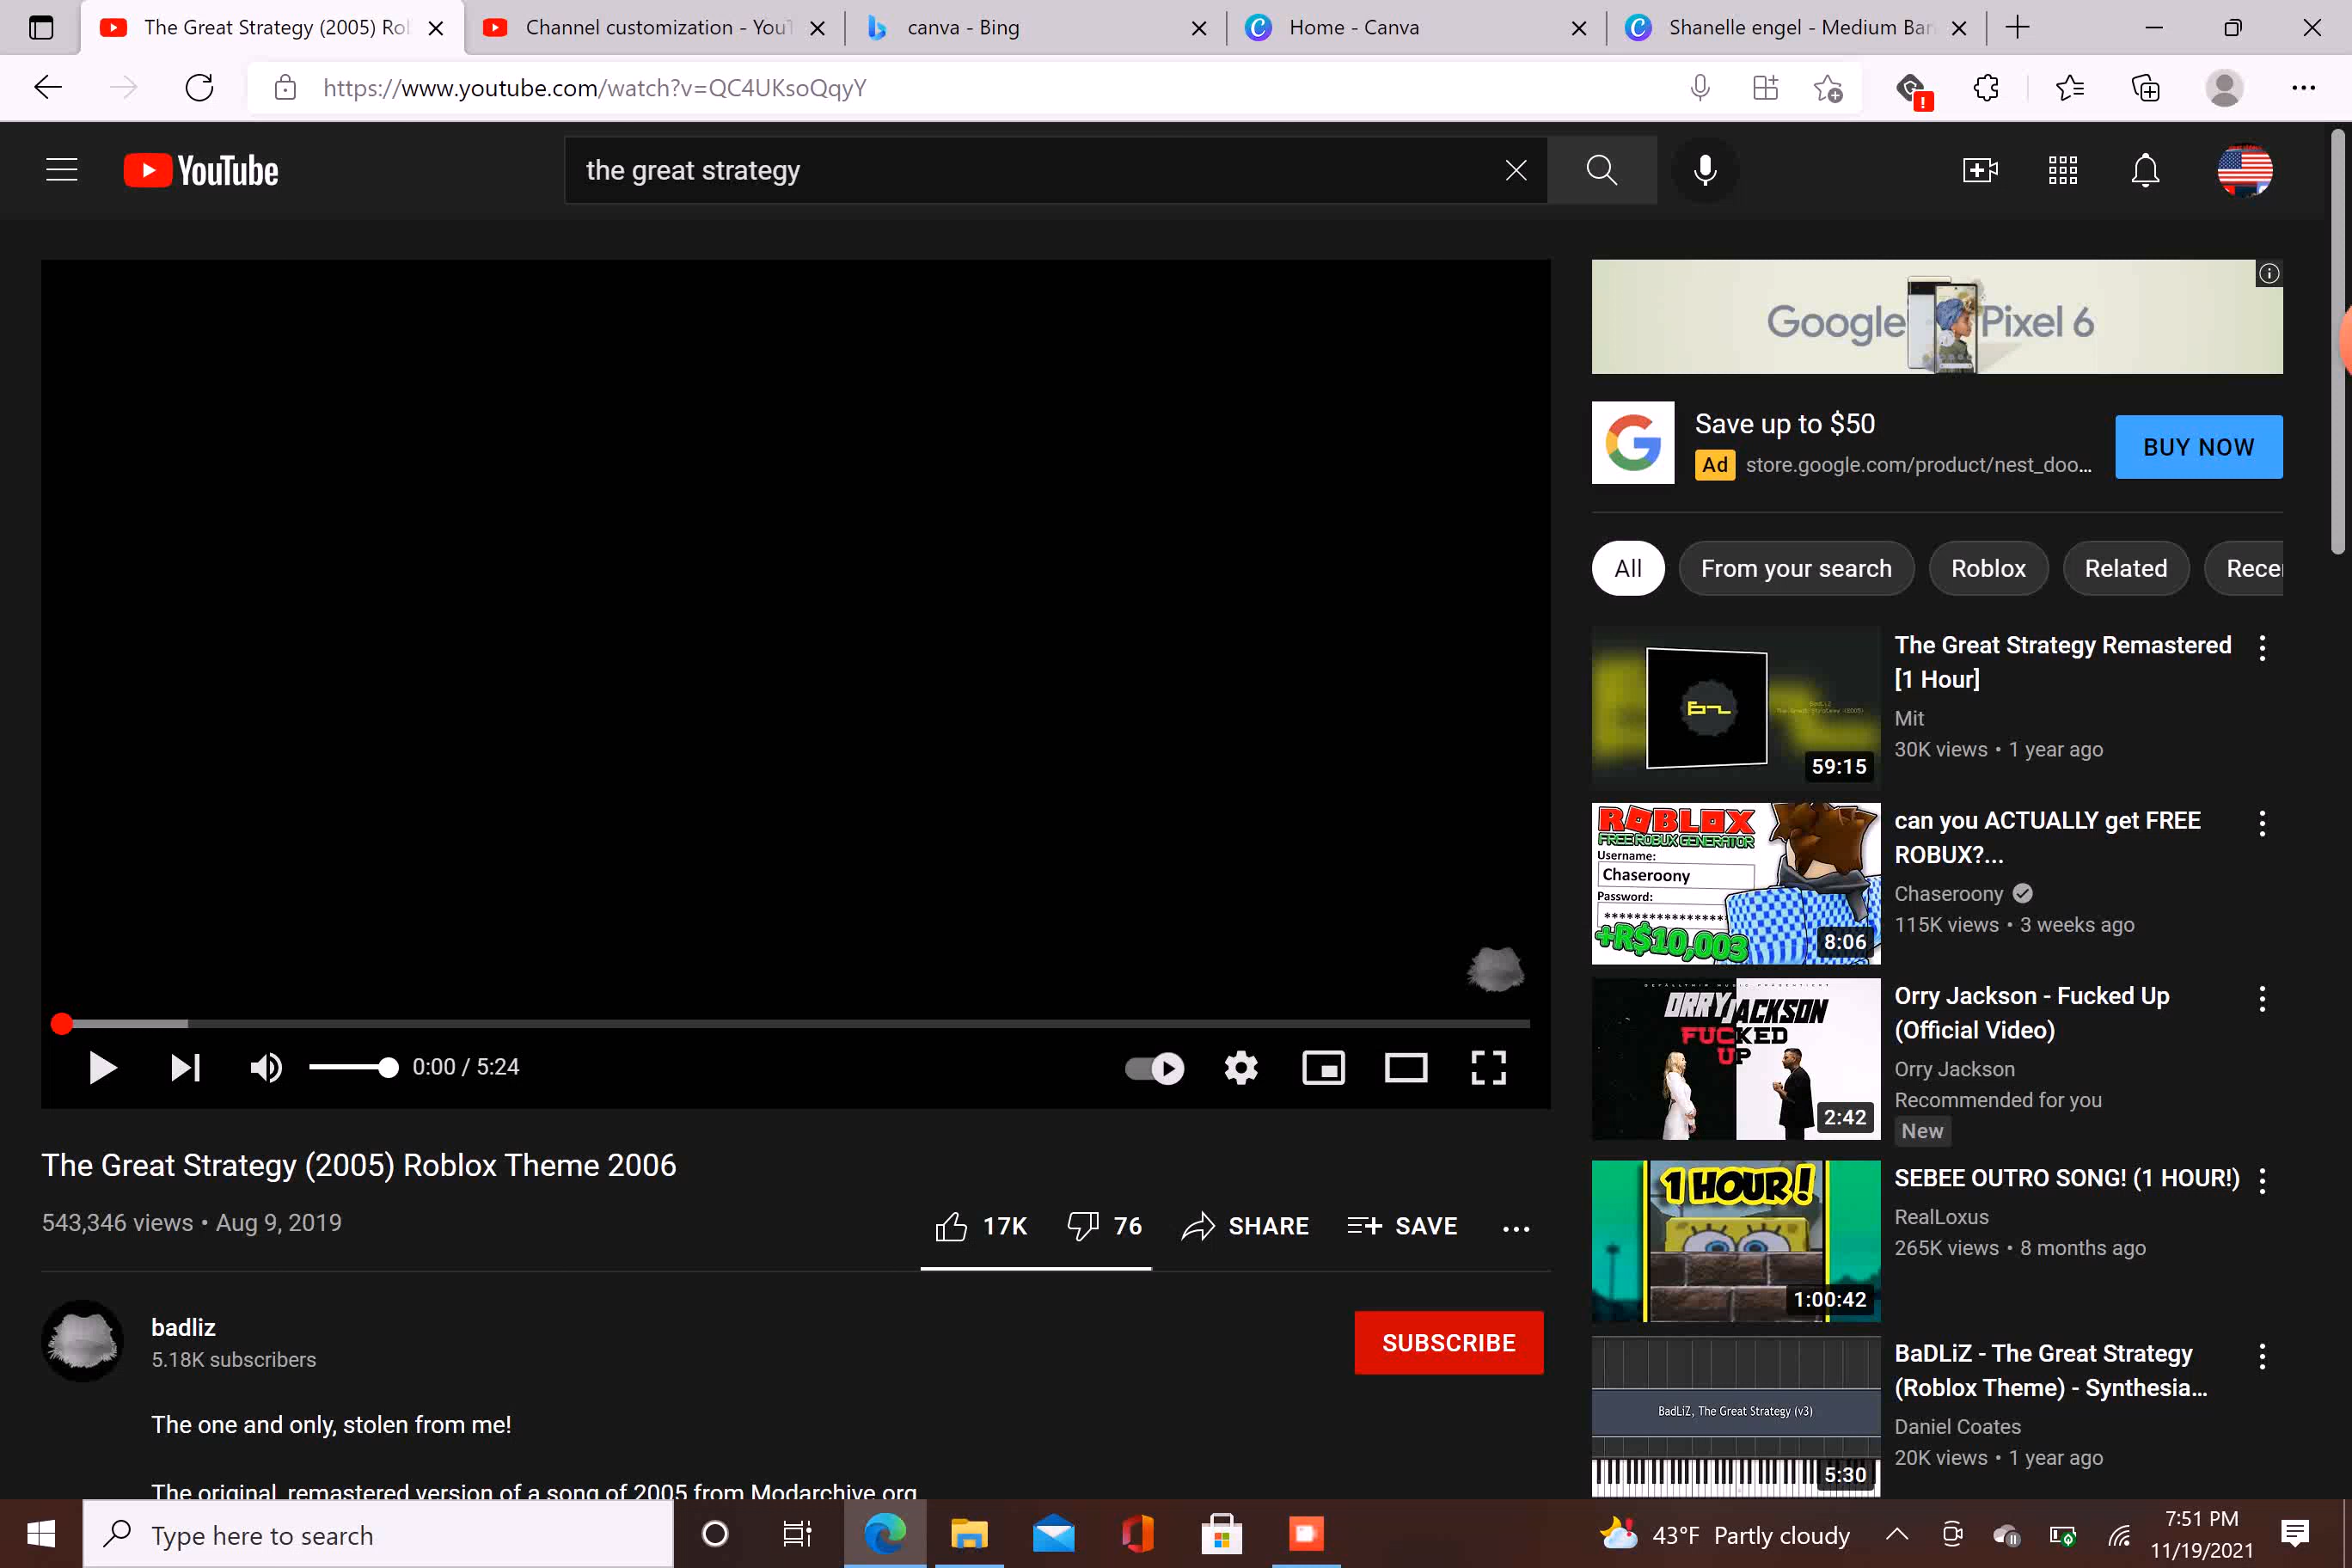 The Great Strategy (2005) Ro
Channel customization - You
canva - Bing
Home - Canva
Shanelle engel - Medium Ban
https://www.youtube.com/watch?v=QC4UKsoQqyY
YouTube
the great strategy
Google Pixel 6
Save up to $50
Ad store.google.com/product/nest_doo...
BUY NOW
All
From your search
Roblox
Related
Rece
The Great Strategy Remastered
[1 Hour]
Mit
30K views • 1 year ago
59:15
ROBLOX
FREE ROBUX GENERATOR
Username:
Chaseroony
Password:
+R$10,003
8:06
can you ACTUALLY get FREE
ROBUX?...
Chaseroony
115K views • 3 weeks ago
ORRY JACKSON
FUCKED
UP
2:42
Orry Jackson - Fucked Up
(Official Video)
Orry Jackson
Recommended for you
New
1 HOUR!
1:00:42
SEBEE OUTRO SONG! (1 HOUR!)
RealLoxus
265K views • 8 months ago
BadLiZ, The Great Strategy (v3)
5:30
BaDLiZ - The Great Strategy
(Roblox Theme) - Synthesia...
Daniel Coates
20K views • 1 year ago
0:00 / 5:24
The Great Strategy (2005) Roblox Theme 2006
543,346 views • Aug 9, 2019
17K
76
SHARE
SAVE
badliz
5.18K subscribers
SUBSCRIBE
The one and only, stolen from me!
The original, remastered version of a song of 2005 from Modarchive.org
Type here to search
43°F Partly cloudy
7:51 PM
11/19/2021